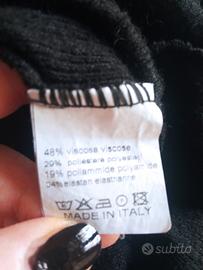 48% viscosa viscose
29% poliestere polyester
19% poliammide polyamide
04% elastan elasthanne
MADE IN ITALY
subito